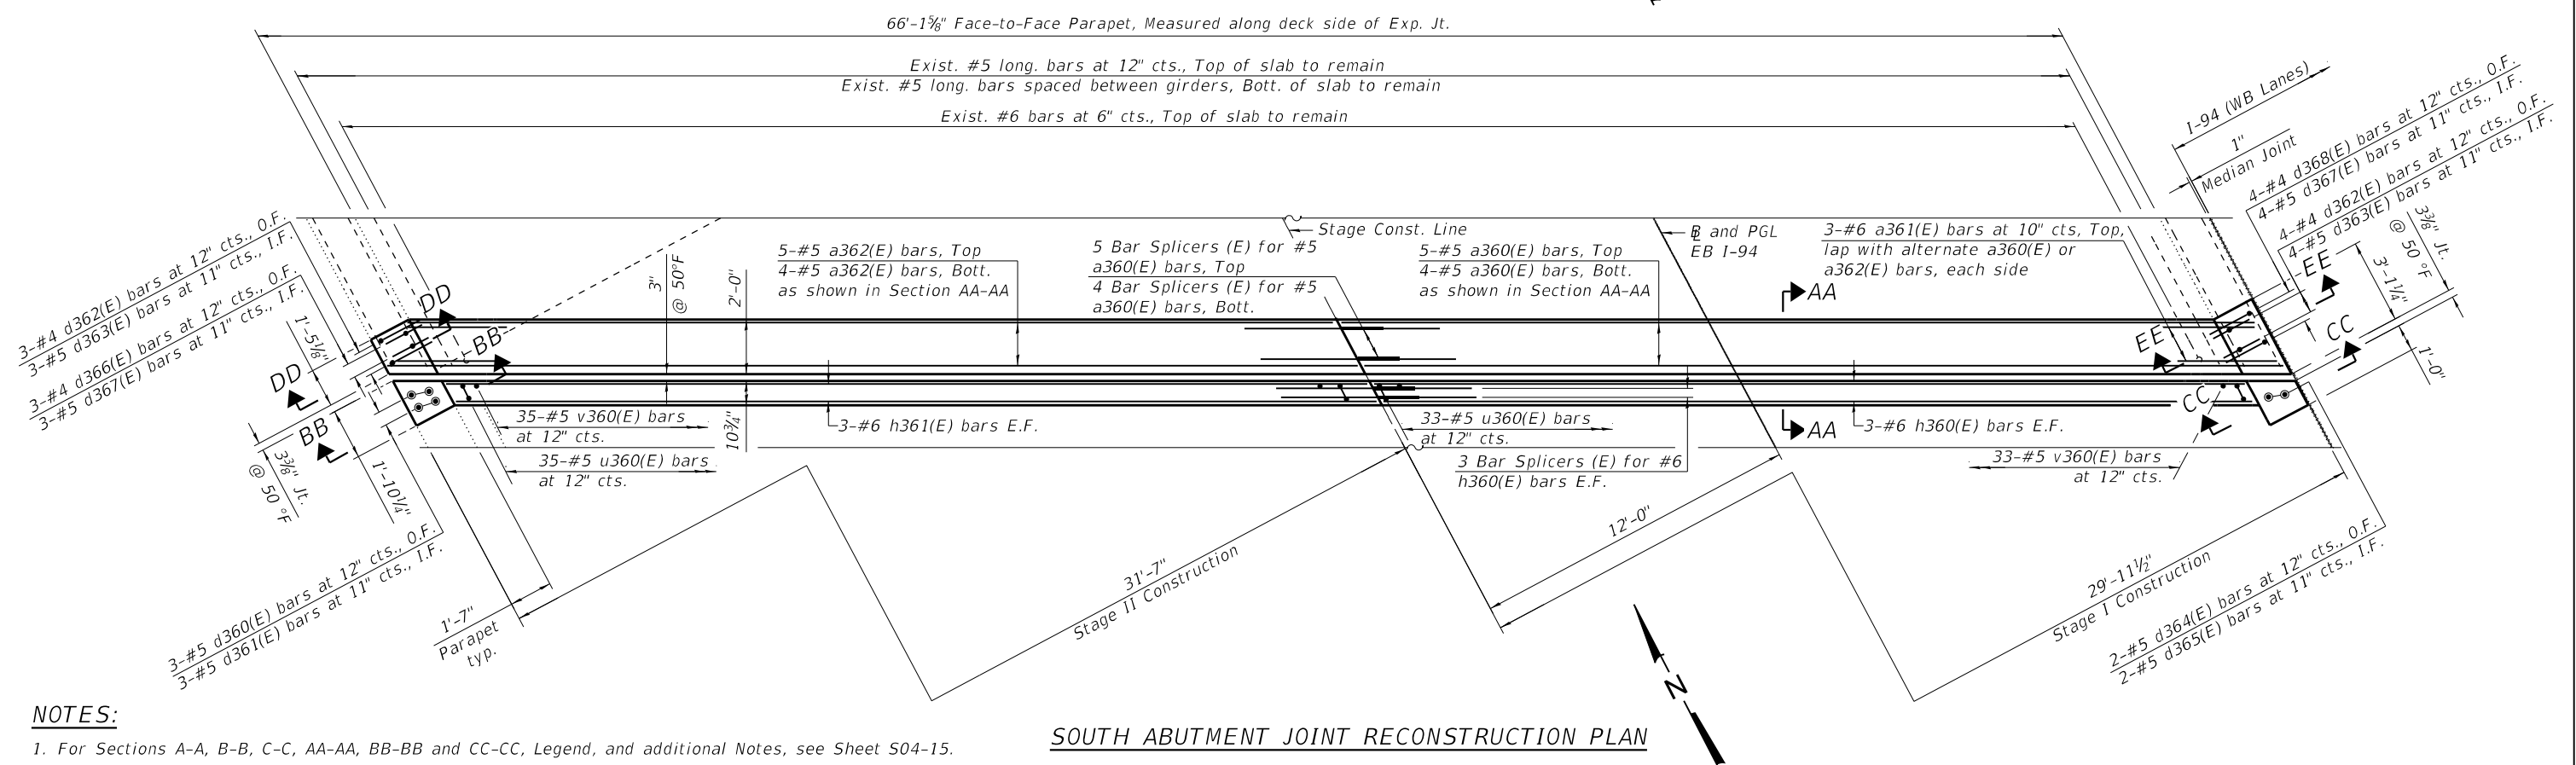 66'-1⅝" Face-to-Face Parapet, Measured along deck side of Exp. Jt.
Exist. #5 long. bars at 12" cts., Top of slab to remain
Exist. #5 long. bars spaced between girders, Bott. of slab to remain
Exist. #6 bars at 6" cts., Top of slab to remain
I-94 (WB Lanes)
1"
Median Joint
4-#4 d368(E) bars at 12" cts., O.F.
4-#5 d367(E) bars at 11" cts., I.F.
4-#4 d362(E) bars at 12" cts., O.F.
4-#5 d363(E) bars at 11" cts., I.F.
3-#4 d362(E) bars at 12" cts., O.F.
3-#5 d363(E) bars at 11" cts., I.F.
3-#4 d366(E) bars at 12" cts., O.F.
3-#5 d367(E) bars at 11" cts., I.F.
1'-5⅛"
DD
BB
DD
BB
3"
@ 50°F
2'-0"
5-#5 a362(E) bars, Top
4-#5 a362(E) bars, Bott.
as shown in Section AA-AA
5 Bar Splicers (E) for #5
a360(E) bars, Top
4 Bar Splicers (E) for #5
a360(E) bars, Bott.
Stage Const. Line
5-#5 a360(E) bars, Top
4-#5 a360(E) bars, Bott.
as shown in Section AA-AA
B and PGL
EB I-94
3-#6 a361(E) bars at 10" cts, Top,
lap with alternate a360(E) or
a362(E) bars, each side
AA
EE
EE
3⅜" Jt.
@ 50 °F
3'-1¼"
CC
CC
1'-0"
35-#5 v360(E) bars
at 12" cts.
35-#5 u360(E) bars
at 12" cts.
10¾"
3-#6 h361(E) bars E.F.
33-#5 u360(E) bars
at 12" cts.
3 Bar Splicers (E) for #6
h360(E) bars E.F.
AA
3-#6 h360(E) bars E.F.
33-#5 v360(E) bars
at 12" cts.
3⅜" Jt.
@ 50 °F
1'-10¼"
3-#5 d360(E) bars at 12" cts., O.F.
3-#5 d361(E) bars at 11" cts., I.F.
1'-7"
Parapet
typ.
31'-7"
Stage II Construction
12'-0"
29'-11½"
Stage I Construction
2-#5 d364(E) bars at 12" cts., O.F.
2-#5 d365(E) bars at 11" cts., I.F.
N
NOTES:
1. For Sections A-A, B-B, C-C, AA-AA, BB-BB and CC-CC, Legend, and additional Notes, see Sheet S04-15.
SOUTH ABUTMENT JOINT RECONSTRUCTION PLAN